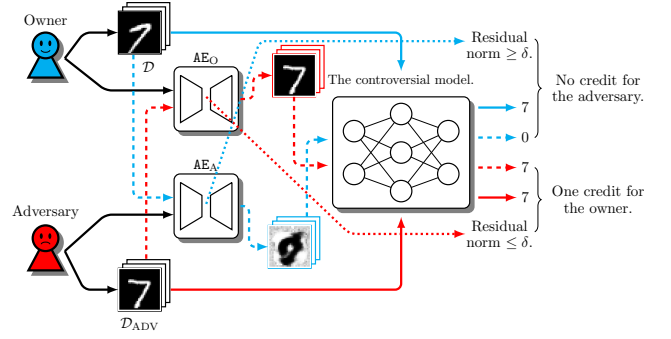 Owner
𝒟
AE_O
The controversial model.
Residual
norm ≥ δ.
No credit for
the adversary.
7
0
7
7
One credit for
the owner.
Residual
norm ≤ δ.
AE_A
Adversary
𝒟_ADV